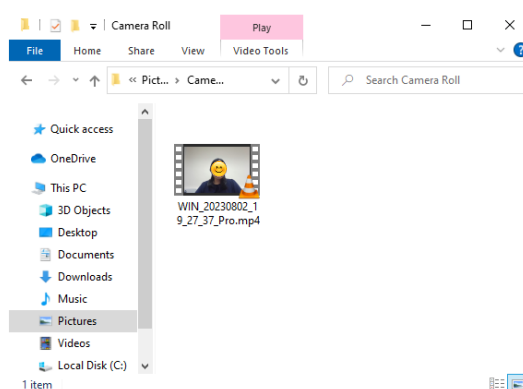 Camera Roll
Play
File
Home
Share
View
Video Tools
?
« Pict... › Came...
Search Camera Roll
Quick access
OneDrive
This PC
3D Objects
Desktop
Documents
Downloads
Music
Pictures
Videos
Local Disk (C:)
WIN_20230802_1
9_27_37_Pro.mp4
1 item